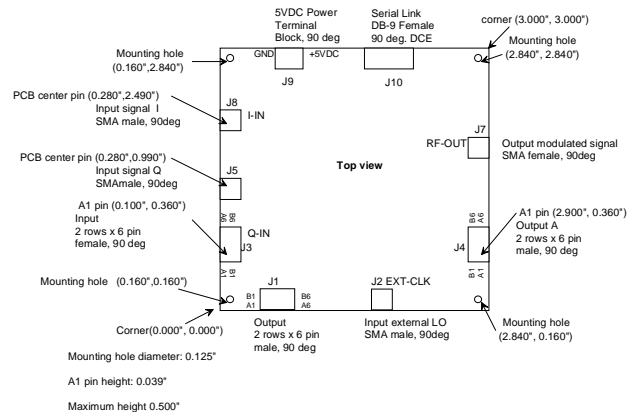 5VDC Power
Terminal
Block, 90 deg
Serial Link
DB-9 Female
90 deg. DCE
corner (3.000", 3.000")
Mounting hole
(0.160",2.840")
GND
+5VDC
Mounting hole
(2.840", 2.840")
J9
J10
PCB center pin (0.280",2.490")
Input signal I
SMA male, 90deg
J8
I-IN
J7
RF-OUT
Output modulated signal
SMA female, 90deg
PCB center pin (0.280",0.990")
Input signal Q
SMAmale, 90deg
J5
Top view
A1 pin (0.100", 0.360")
Input
2 rows x 6 pin
female, 90 deg
A6
B6
Q-IN
J3
A1
B1
B6
A6
J4
B1
A1
A1 pin (2.900", 0.360")
Output A
2 rows x 6 pin
male, 90 deg
Mounting hole (0.160",0.160")
J1
B1
A1
B6
A6
J2 EXT-CLK
Corner(0.000", 0.000")
Output
2 rows x 6 pin
male, 90 deg
Input external LO
SMA male, 90deg
Mounting hole
(2.840", 0.160")
Mounting hole diameter: 0.125"
A1 pin height: 0.039"
Maximum height 0.500"